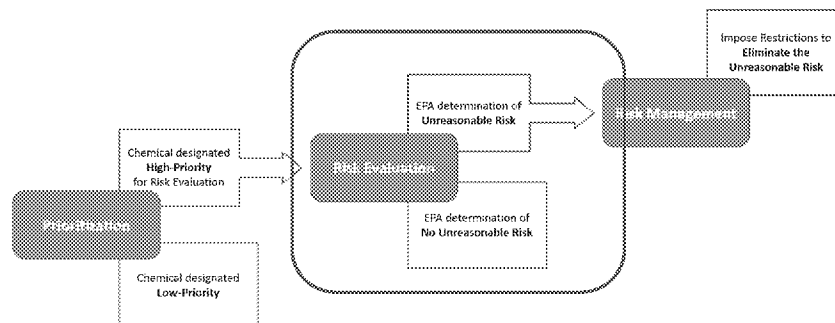 Impose Restrictions to
Eliminate the
Unreasonable Risk
EPA determination of
Unreasonable Risk
Risk Management
Chemical designated
High-Priority
for Risk Evaluation
Risk Evaluation
EPA determination of
No Unreasonable Risk
Prioritization
Chemical designated
Low-Priority